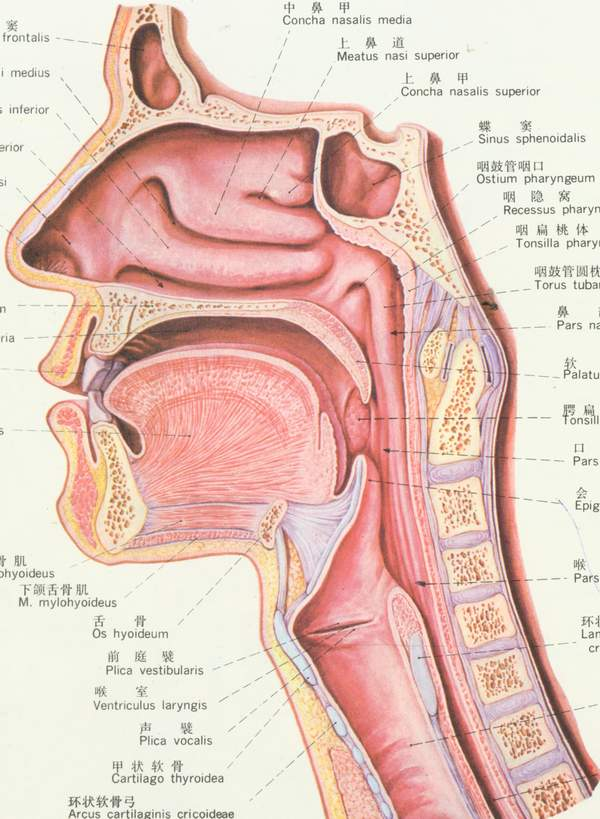 中 鼻 甲
Concha nasalis media
窦
frontalis
上 鼻 道
Meatus nasi superior
i medius
上 鼻 甲
Concha nasalis superior
s inferior
蝶 窦
Sinus sphenoidalis
erior
咽鼓管咽口
Ostium pharyngeum
si
咽 隐 窝
Recessus pharyn
咽 扁 桃 体
Tonsilla phary
咽鼓管圆枕
Torus tubar
鼻
Pars na
ria
软
Palatu
腭 扁
Tonsill
s
口
Pars
会
Epig
骨 肌
ohyoideus
喉
Pars
下颌舌骨肌
M. mylohyoideus
舌 骨
Os hyoideum
环状
Lan
cr
前 庭 襞
Plica vestibularis
喉 室
Ventriculus laryngis
声 襞
Plica vocalis
甲 状 软 骨
Cartilago thyroidea
环状软骨弓
Arcus cartilaginis cricoideae